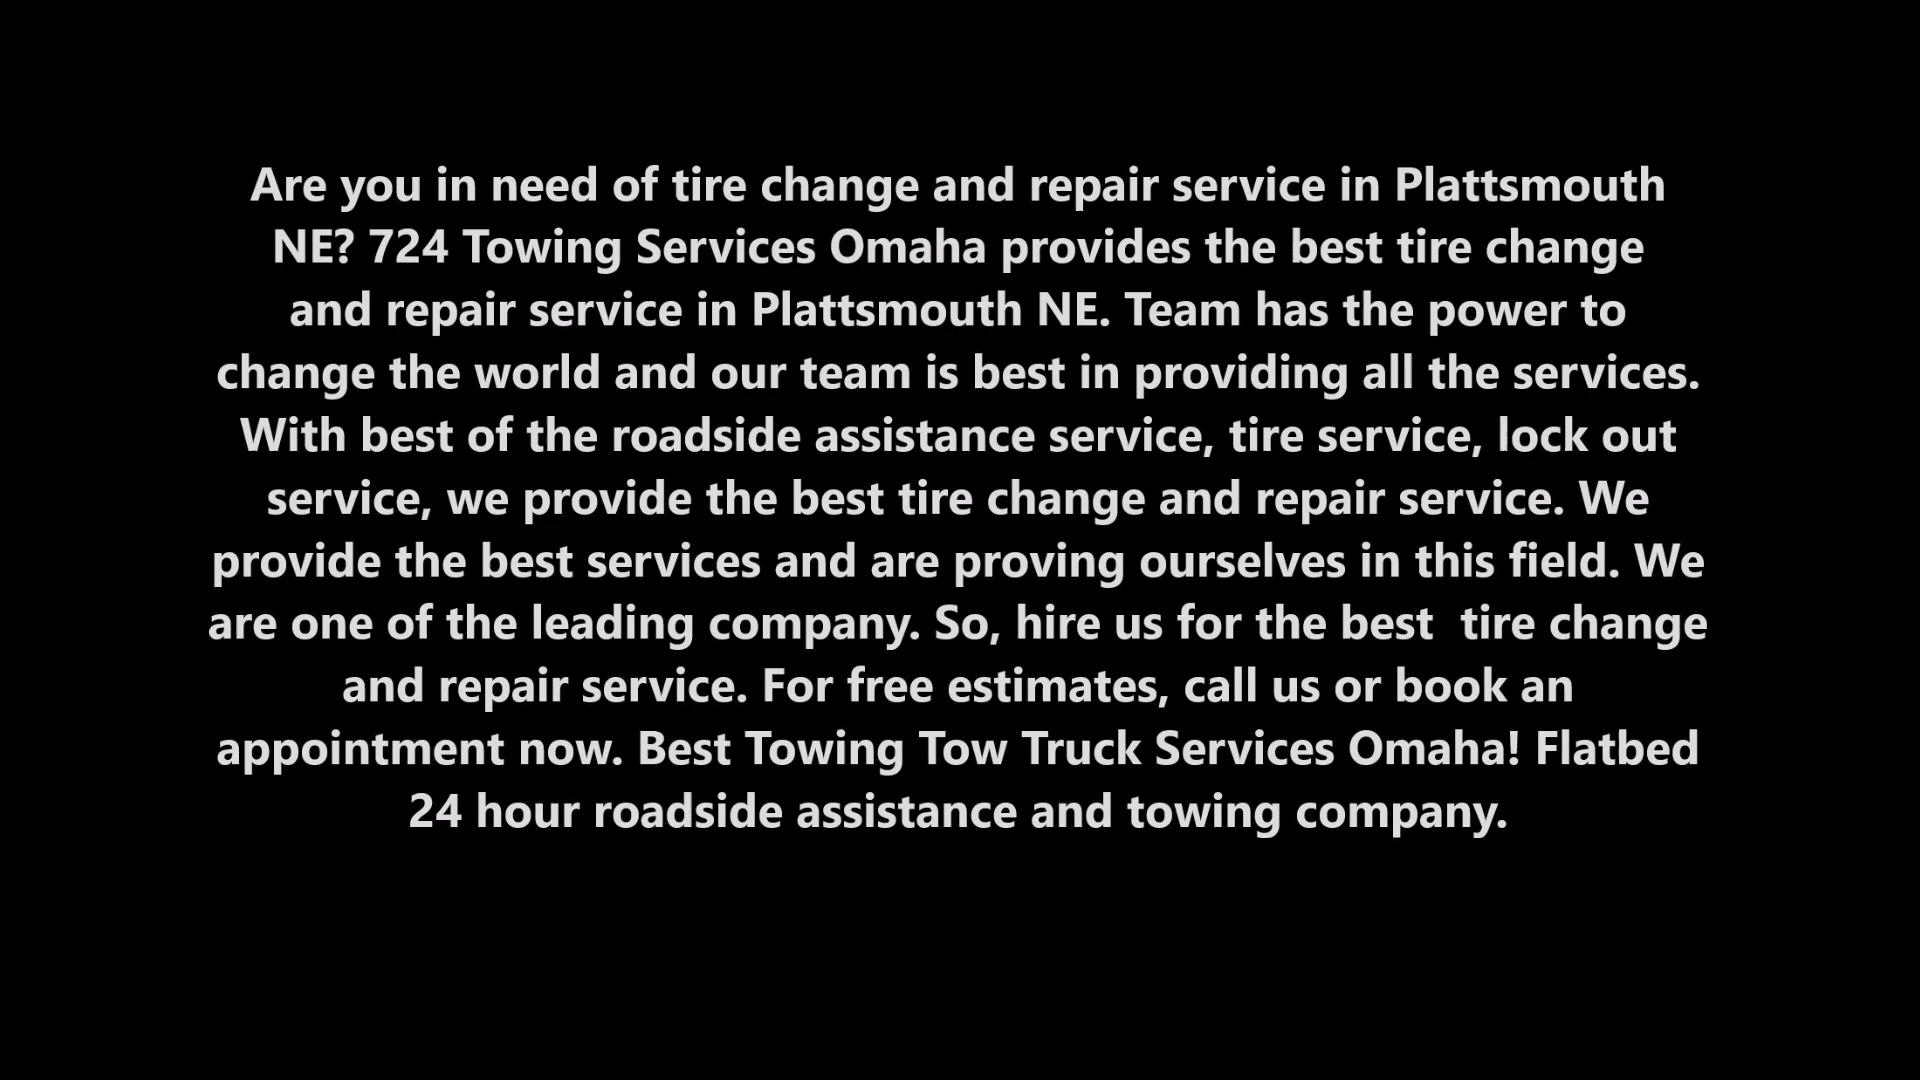 Are you in need of tire change and repair service in Plattsmouth
NE? 724 Towing Services Omaha provides the best tire change
and repair service in Plattsmouth NE. Team has the power to
change the world and our team is best in providing all the services.
With best of the roadside assistance service, tire service, lock out
service, we provide the best tire change and repair service. We
provide the best services and are proving ourselves in this field. We
are one of the leading company. So, hire us for the best  tire change
and repair service. For free estimates, call us or book an
appointment now. Best Towing Tow Truck Services Omaha! Flatbed
24 hour roadside assistance and towing company.